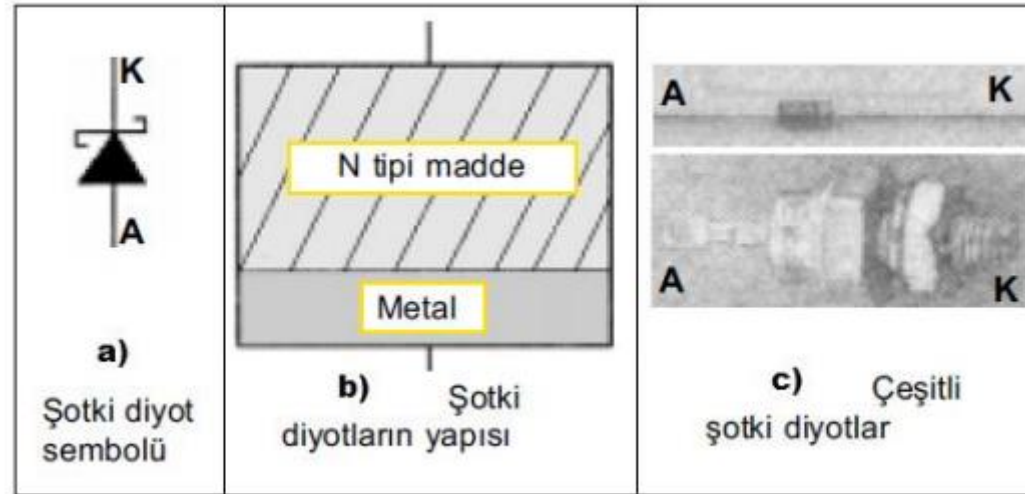 K
A
a)
Şotki diyot
sembolü
N tipi madde
Metal
b) Şotki
diyotların yapısı
A K
A K
c) Çeşitli
şotki diyotlar